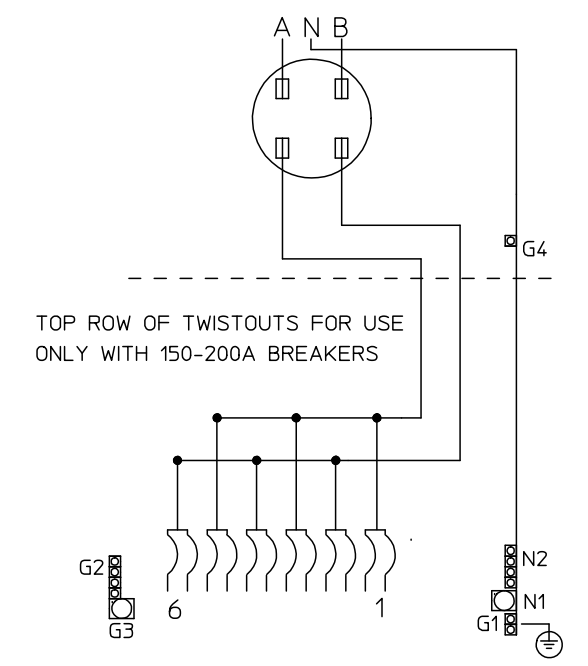 A N B
G4
TOP ROW OF TWISTOUTS FOR USE
ONLY WITH 150-200A BREAKERS
G2
N2
6
1
N1
G3
G1